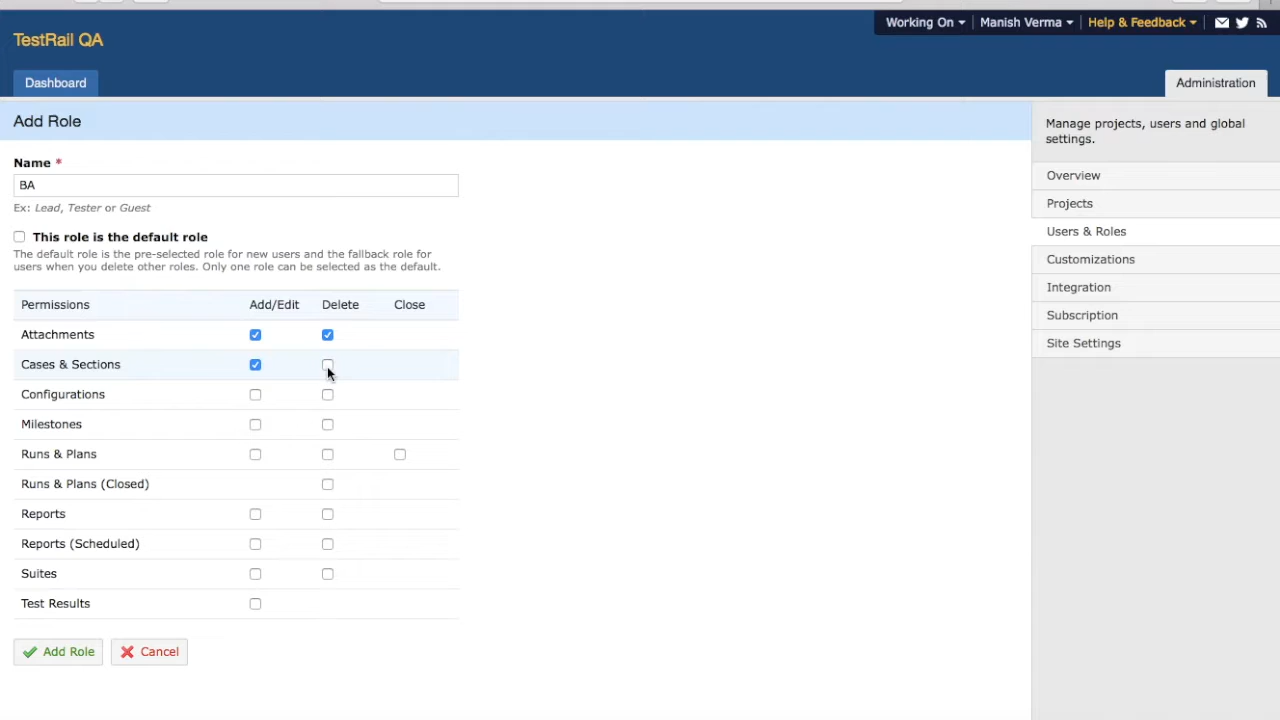 Working On
Manish Verma
Help & Feedback
TestRail QA
Dashboard
Administration
Add Role
Name *
BA
Ex: Lead, Tester or Guest
This role is the default role
The default role is the pre-selected role for new users and the fallback role for
users when you delete other roles. Only one role can be selected as the default.
Permissions Add/Edit Delete Close
Attachments
Cases & Sections
Configurations
Milestones
Runs & Plans
Runs & Plans (Closed)
Reports
Reports (Scheduled)
Suites
Test Results
Add Role
Cancel
Manage projects, users and global
settings.
Overview
Projects
Users & Roles
Customizations
Integration
Subscription
Site Settings